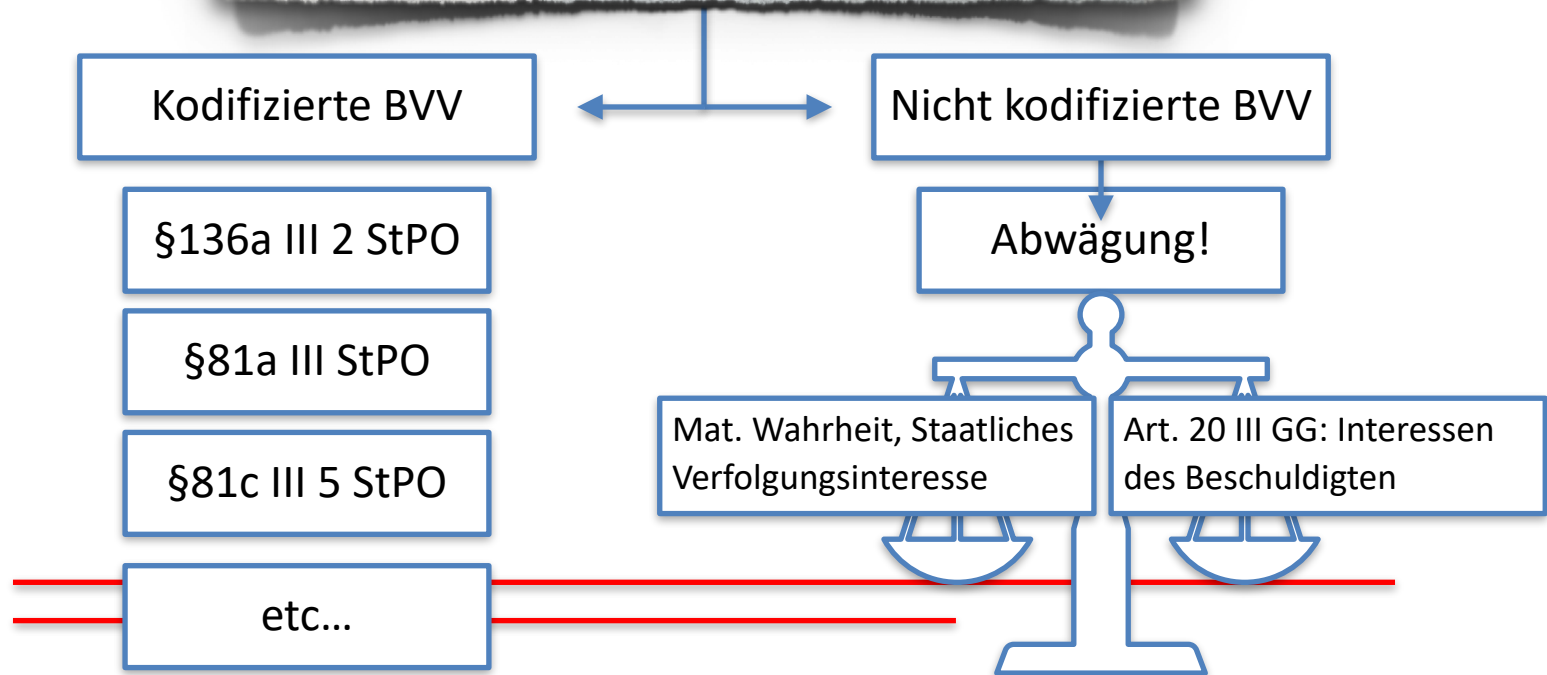 Kodifizierte BVV
Nicht kodifizierte BVV
§136a III 2 StPO
Abwägung!
§81a III StPO
Mat. Wahrheit, Staatliches
Verfolgungsinteresse
Art. 20 III GG: Interessen
des Beschuldigten
§81c III 5 StPO
etc…